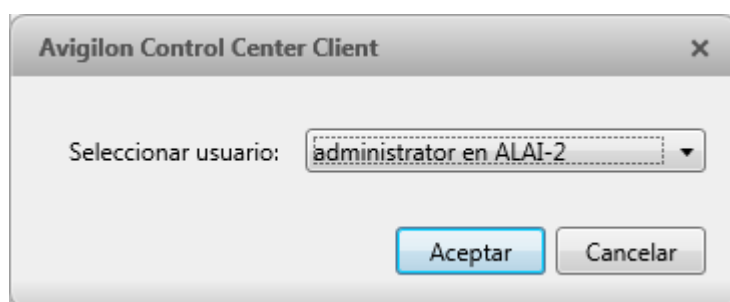 Avigilon Control Center Client
Seleccionar usuario: administrator en ALAI-2
Aceptar Cancelar